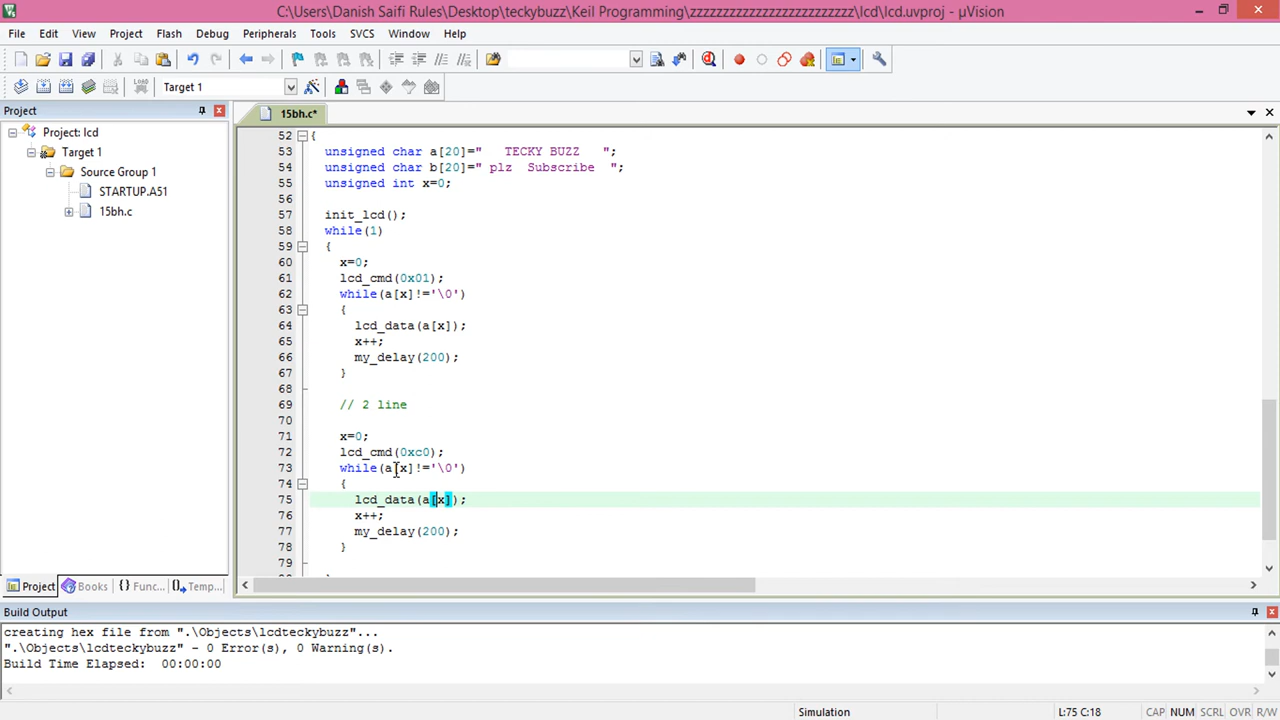 C:\Users\Danish Saifi Rules\Desktop\teckybuzz\Keil Programming\zzzzzzzzzzzzzzzzzzzzzzzzzz\lcd\lcd.uvproj - µVision
File Edit View Project Flash Debug Peripherals Tools SVCS Window Help
LOAD Target 1
Project
15bh.c*
Project: lcd
Target 1
Source Group 1
STARTUP.A51
15bh.c
52 {
53 unsigned char a[20]="   TECKY BUZZ   ";
54 unsigned char b[20]=" plz  Subscribe  ";
55 unsigned int x=0;
56
57 init_lcd();
58 while(1)
59 {
60 x=0;
61 lcd_cmd(0x01);
62 while(a[x]!='\0')
63 {
64 lcd_data(a[x]);
65 x++;
66 my_delay(200);
67 }
68
69 // 2 line
70
71 x=0;
72 lcd_cmd(0xc0);
73 while(a[x]!='\0')
74 {
75 lcd_data(a[x]);
76 x++;
77 my_delay(200);
78 }
79
Project Books {} Func... Temp...
Build Output
creating hex file from ".\Objects\lcdteckybuzz"...
".\Objects\lcdteckybuzz" - 0 Error(s), 0 Warning(s).
Build Time Elapsed:  00:00:00
Simulation L:75 C:18 CAP NUM SCRL OVR R/W